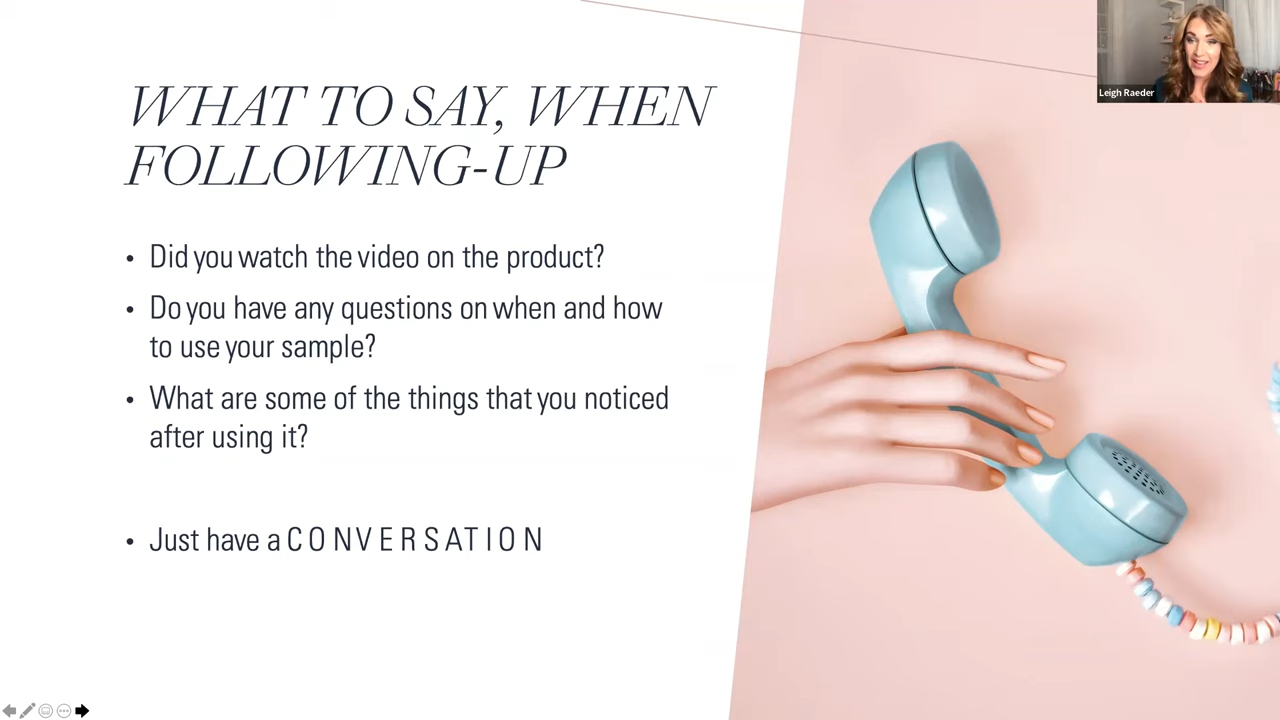 WHAT TO SAY, WHEN
FOLLOWING-UP
• Did you watch the video on the product?
• Do you have any questions on when and how
to use your sample?
• What are some of the things that you noticed
after using it?
• Just have a C O N V E R S A T I O N
Leigh Raeder